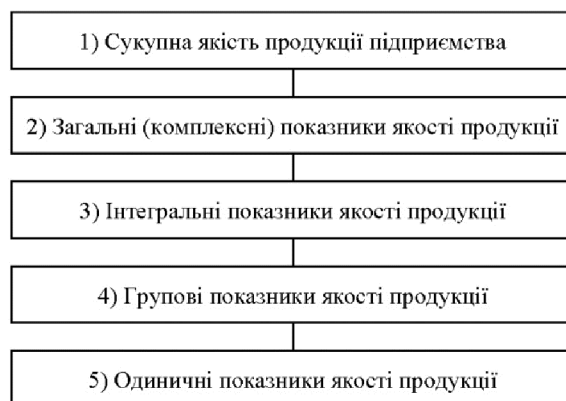 1) Сукупна якість продукції підприємства
2) Загальні (комплексні) показники якості продукції
3) Інтегральні показники якості продукції
4) Групові показники якості продукції
5) Одиничні показники якості продукції